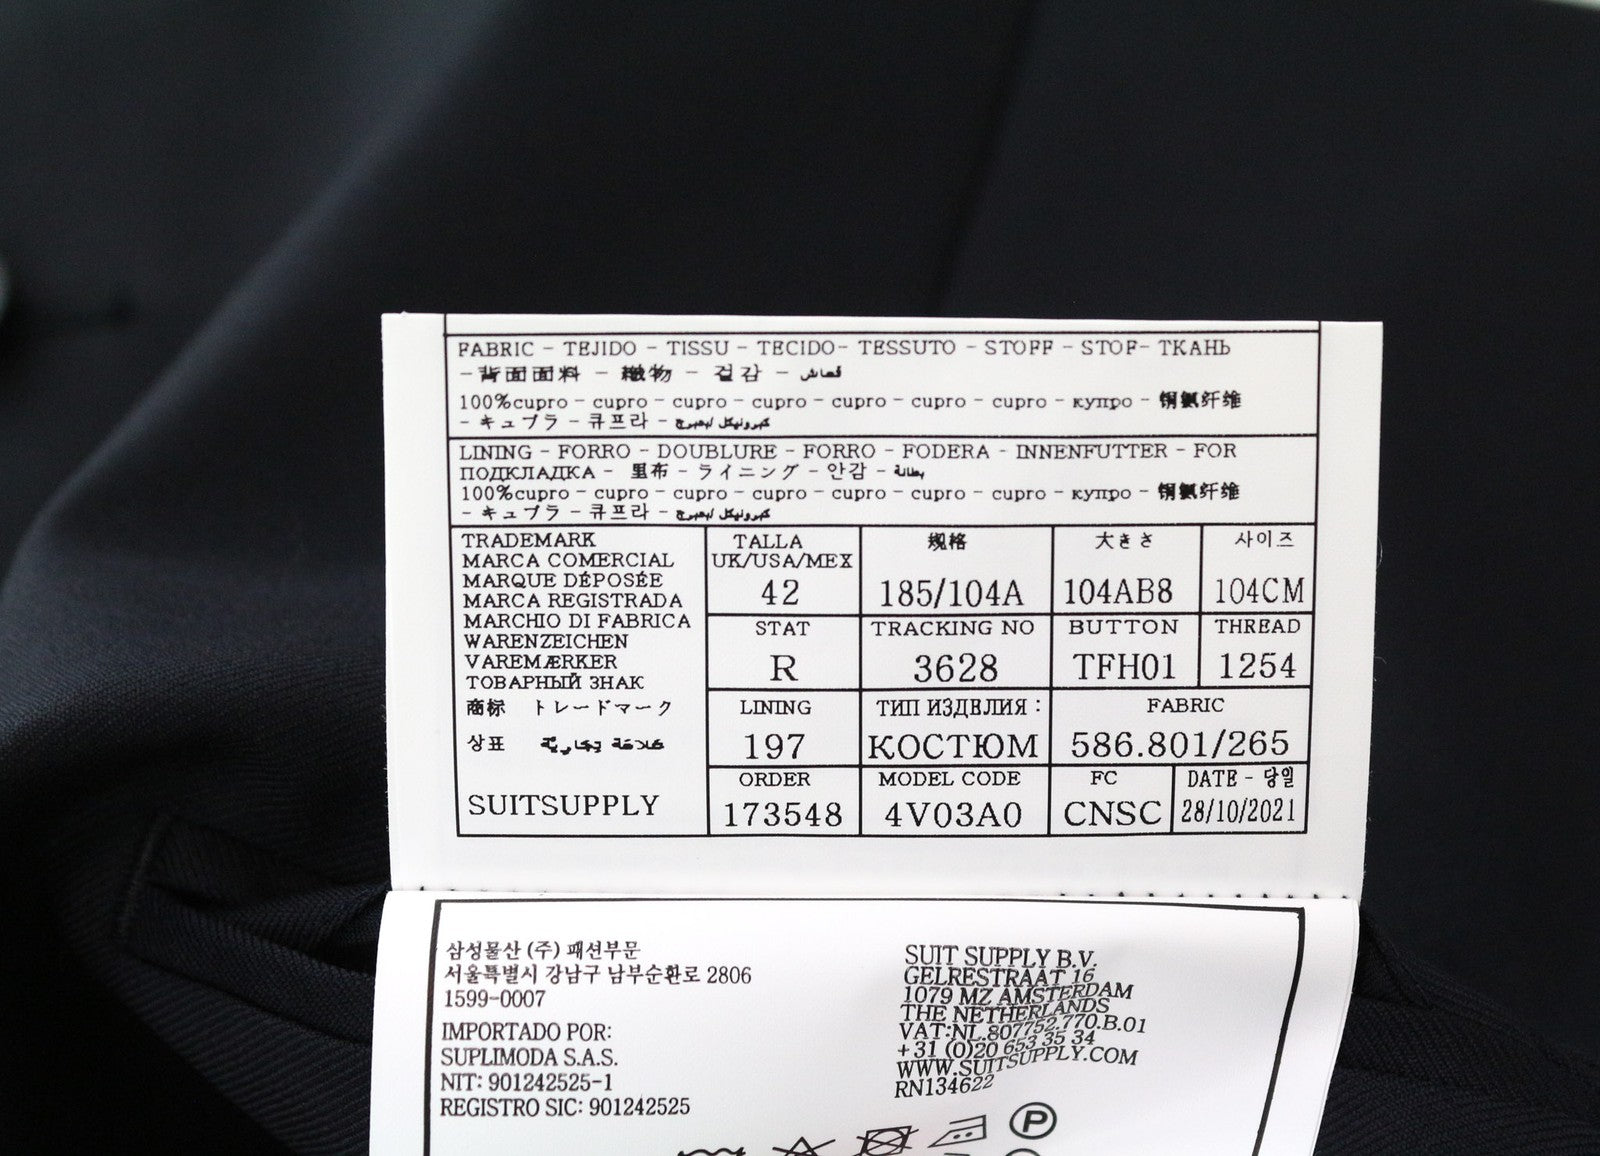 FABRIC - TEJIDO - TISSU - TECIDO- TESSUTO - STOFF - STOF- ТКАНЬ
- 背面面料 - 織物 - 겉감 - قماش
100%cupro - cupro - cupro - cupro - cupro - cupro - cupro - купро - 铜氨纤维
- キュプラ - 큐프라 -
LINING - FORRO - DOUBLURE - FORRO - FODERA - INNENFUTTER - FOR
ПОДКЛАДКА - 里布 - ライニング - 안감 - بطانة
100%cupro - cupro - cupro - cupro - cupro - cupro - cupro - купро - 铜氨纤维
- キュプラ - 큐프라 -
TRADEMARK
MARCA COMERCIAL
MARQUE DÉPOSÉE
MARCA REGISTRADA
MARCHIO DI FABRICA
WARENZEICHEN
VAREMÆRKER
ТОВАРНЫЙ ЗНАК
商标 トレードマーク
상표 علامة تجارية
SUITSUPPLY
TALLA
UK/USA/MEX
42
规格
185/104A
大きさ
104AB8
사이즈
104CM
STAT
R
TRACKING NO
3628
BUTTON
TFH01
THREAD
1254
LINING
197
ТИП ИЗДЕЛИЯ:
КОСТЮМ
FABRIC
586.801/265
ORDER
173548
MODEL CODE
4V03A0
FC
CNSC
DATE - 당일
28/10/2021
삼성물산 (주) 패션부문
서울특별시 강남구 남부순환로 2806
1599-0007
IMPORTADO POR:
SUPLIMODA S.A.S.
NIT: 901242525-1
REGISTRO SIC: 901242525
SUIT SUPPLY B.V.
GELRESTRAAT 16
1079 MZ AMSTERDAM
THE NETHERLANDS
VAT:NL.807752.770.B.01
+31 (0)20 653 35 34
WWW.SUITSUPPLY.COM
RN134622
P